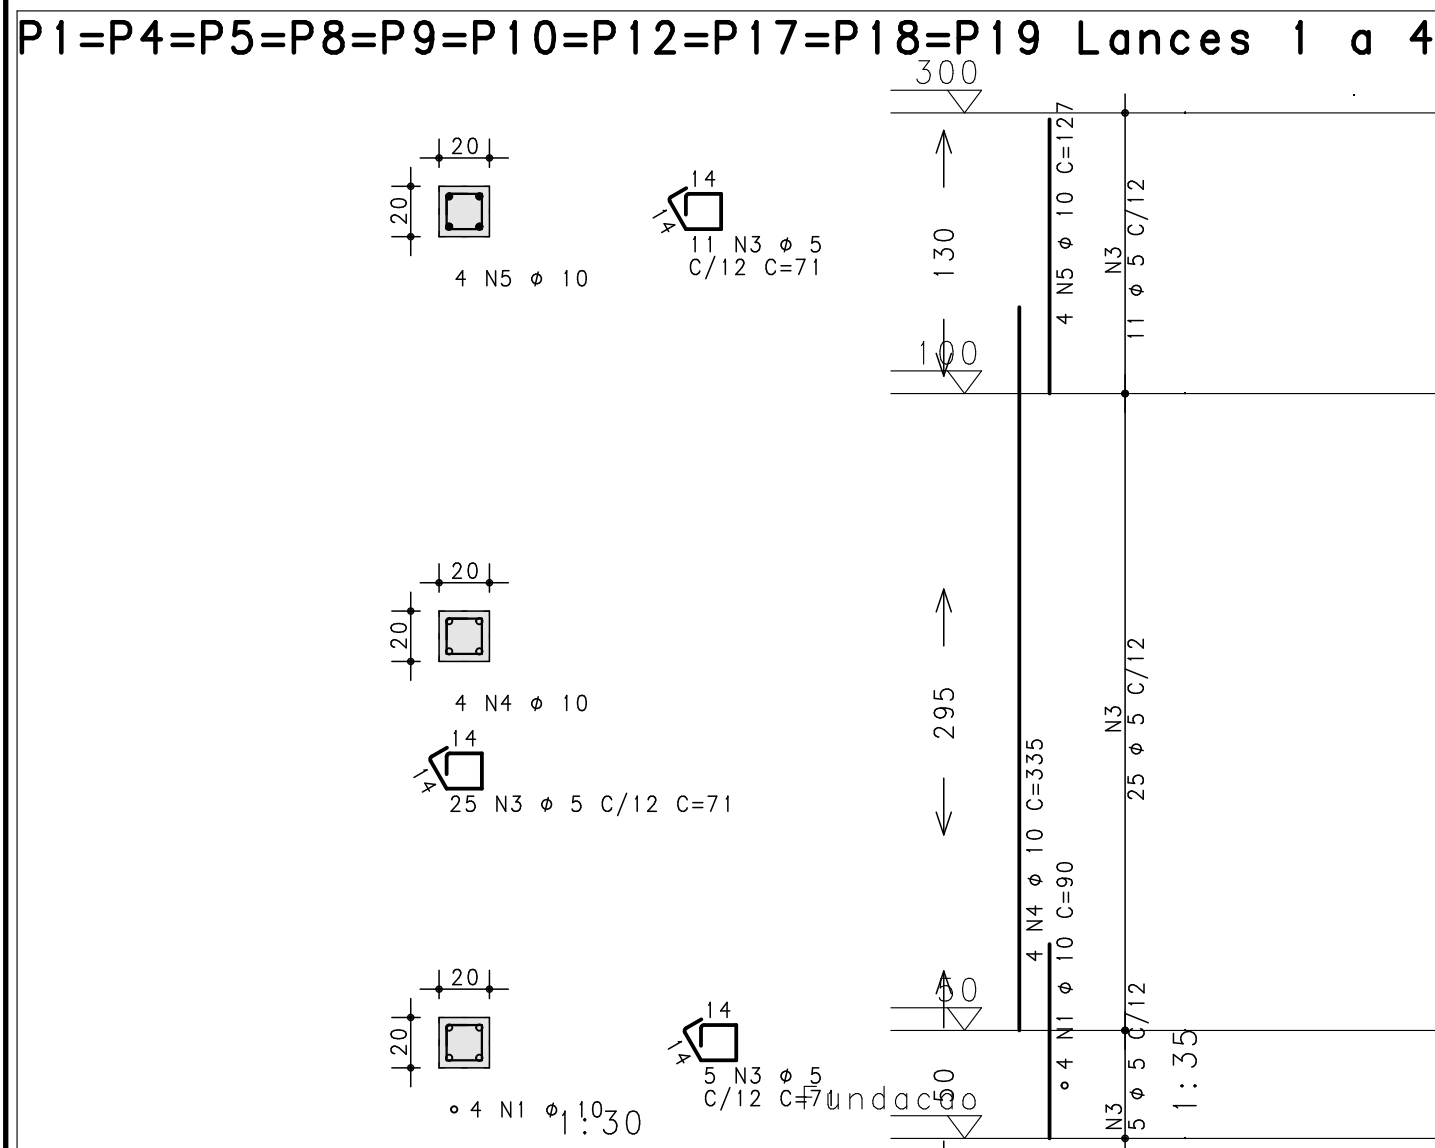 P1=P4=P5=P8=P9=P10=P12=P17=P18=P19 Lances 1 a 4
300
20
20
4 N5 φ 10
14
14
11 N3 φ 5
C/12 C=71
130
4 N5 φ 10 C=127
N3
11 φ 5 C/12
100
20
20
4 N4 φ 10
14
14
25 N3 φ 5 C/12 C=71
295
4 N4 φ 10 C=335
N3
25 φ 5 C/12
50
20
20
4 N1 φ 10
1:30
14
14
5 N3 φ 5
C/12 C=71
Fundacao
50
4 N1 φ 10 C=90
N3
5 φ 5 C/12
1:35